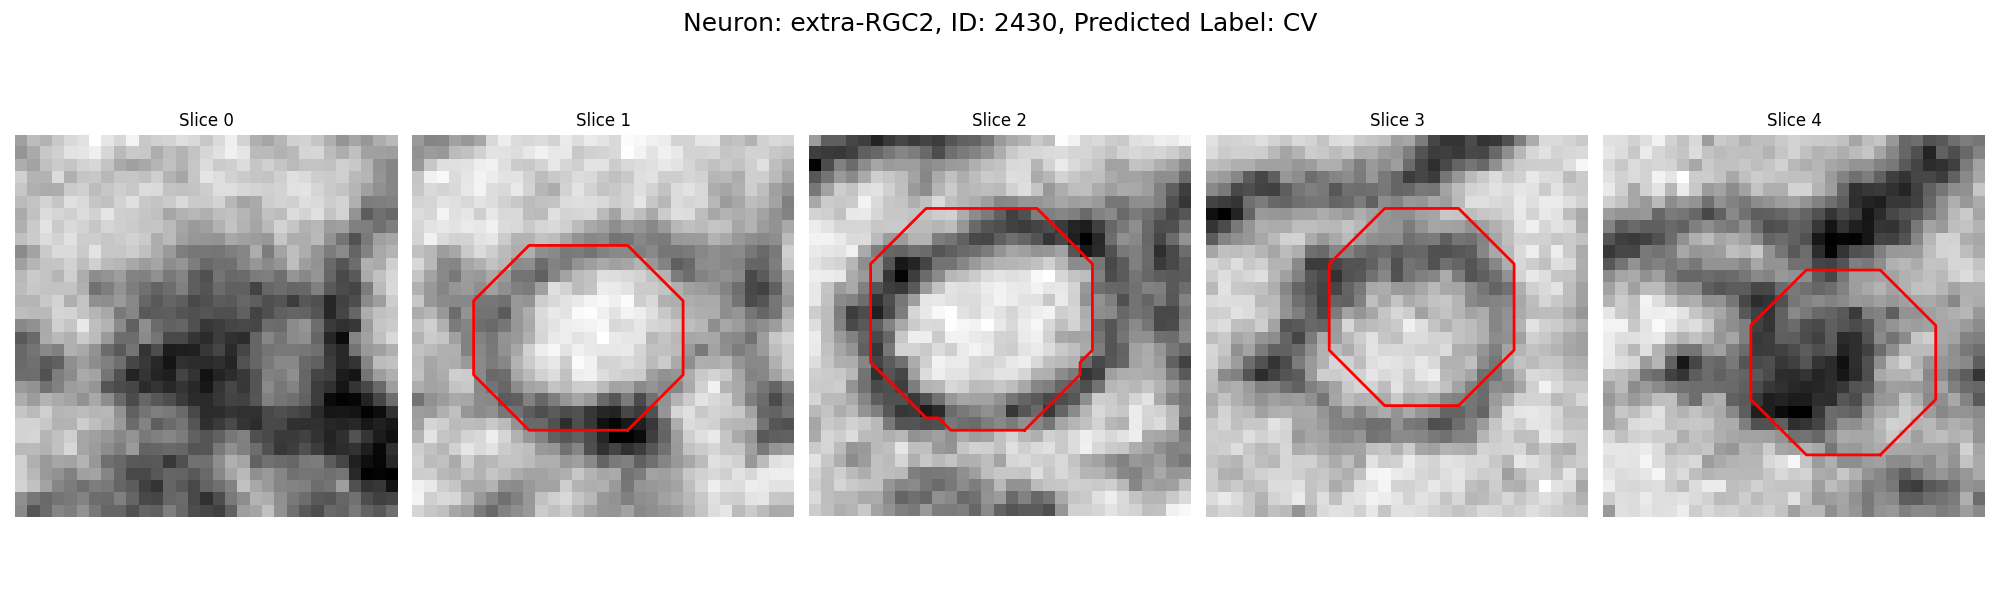 Neuron: extra-RGC2, ID: 2430, Predicted Label: CV
Slice 0
Slice 1
Slice 2
Slice 3
Slice 4